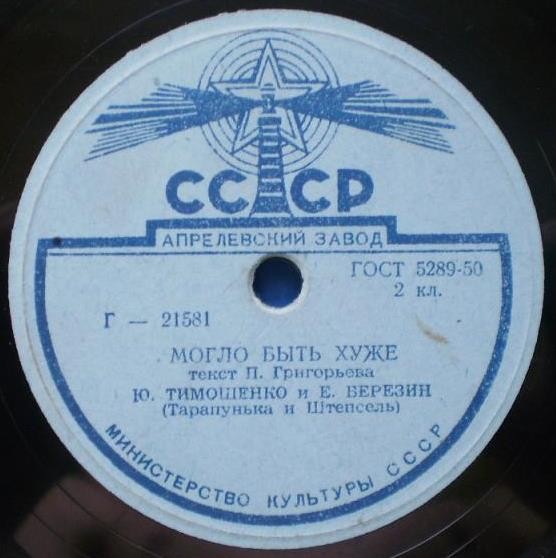 СССР
АПРЕЛЕВСКИЙ ЗАВОД
ГОСТ 5289-50
2 кл.
Г — 21581
МОГЛО БЫТЬ ХУЖЕ
текст П. Григорьева
Ю. ТИМОШЕНКО и Е. БЕРЕЗИН
(Тарапунька и Штепсель)
МИНИСТЕРСТВО КУЛЬТУРЫ СССР